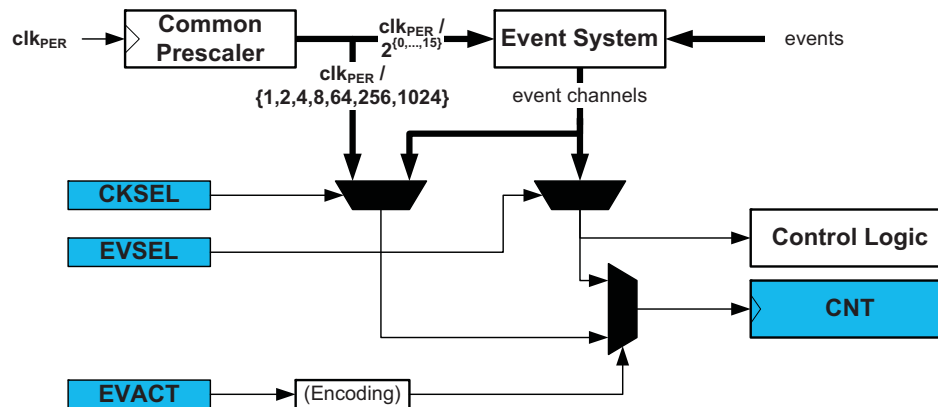 clkPER
Common
Prescaler
clkPER /
2{0,...,15}
Event System
events
clkPER /
{1,2,4,8,64,256,1024}
event channels
CKSEL
EVSEL
Control Logic
CNT
EVACT
(Encoding)